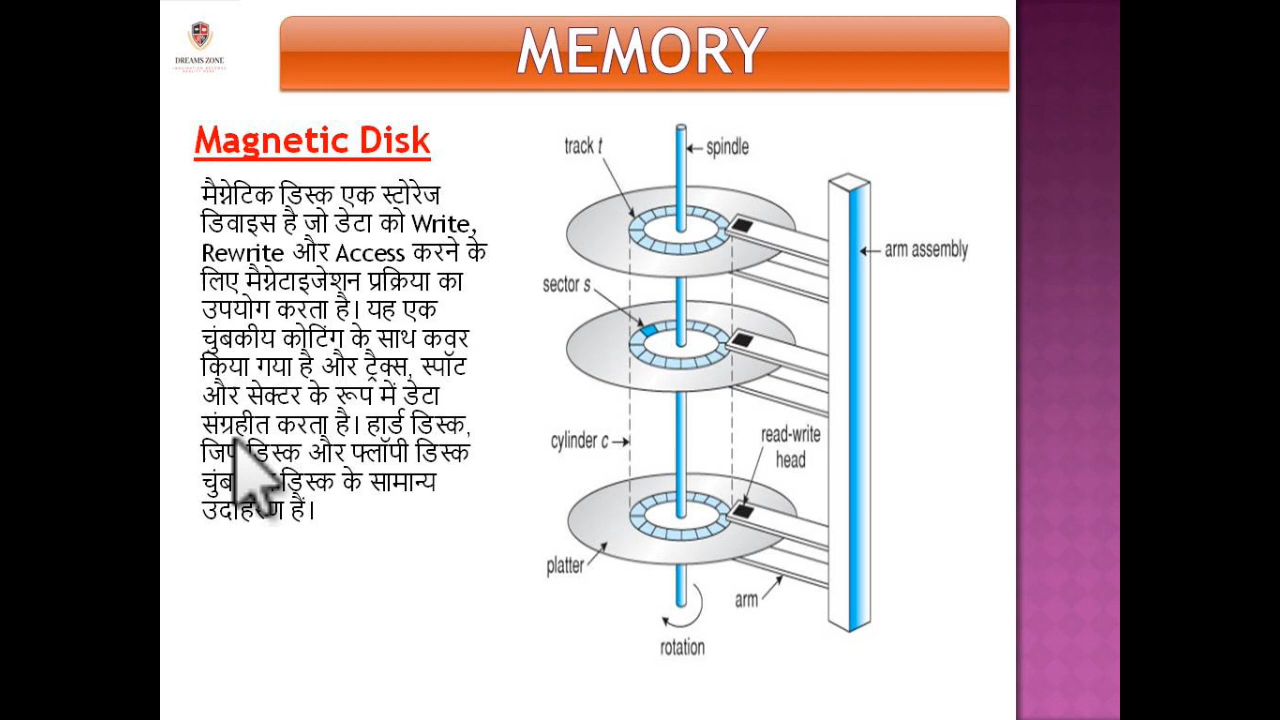 DREAMS ZONE
MEMORY
Magnetic Disk
मैग्नेटिक डिस्क एक स्टोरेज
डिवाइस है जो डेटा को Write,
Rewrite और Access करने के
लिए मैग्नेटाइजेशन प्रक्रिया का
उपयोग करता है। यह एक
चुंबकीय कोटिंग के साथ कवर
किया गया है और ट्रैक्स, स्पॉट
और सेक्टर के रूप में डेटा
संग्रहीत करता है। हार्ड डिस्क,
डिस्क और फ्लॉपी डिस्क
डिस्क के सामान्य
उदाहरण हैं।
track t
spindle
arm assembly
sector s
cylinder c
read-write
head
platter
arm
rotation